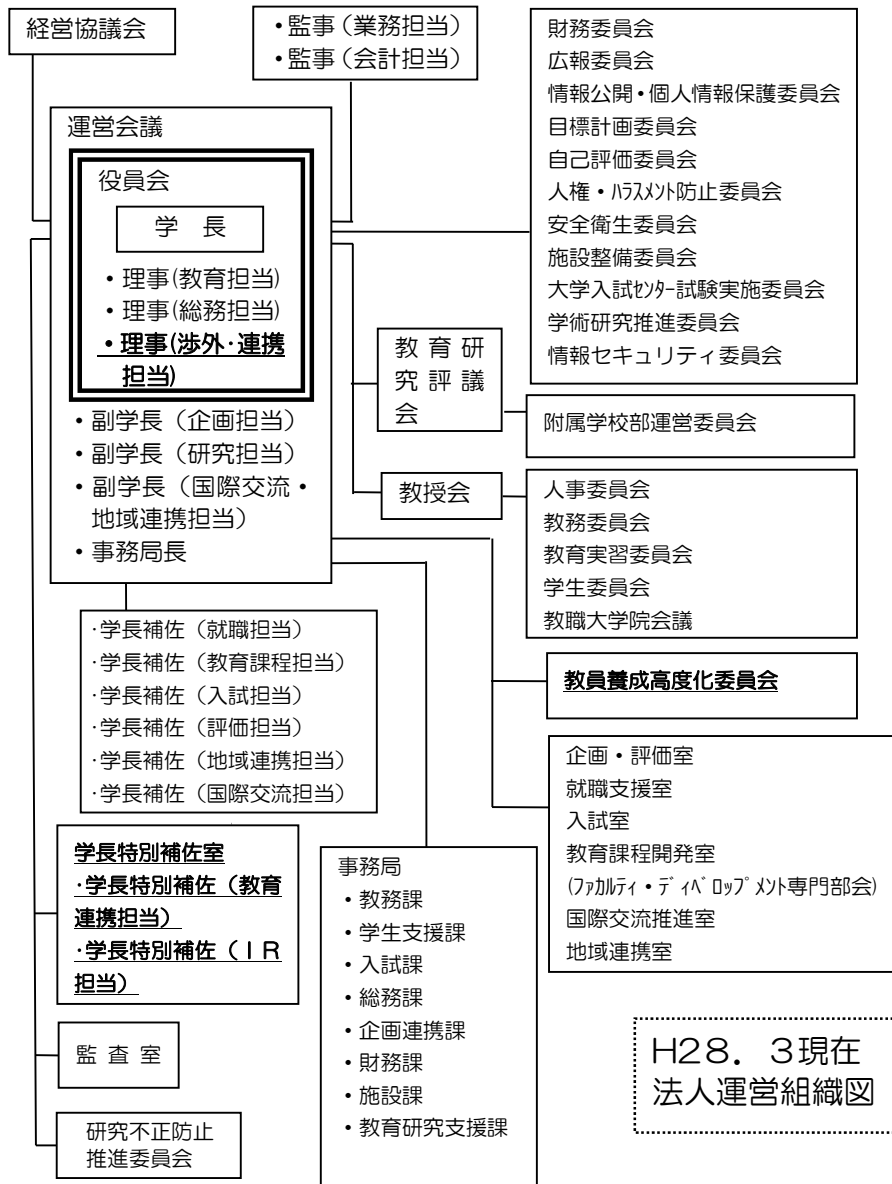 経営協議会
・監事（業務担当）
・監事（会計担当）
財務委員会
広報委員会
情報公開・個人情報保護委員会
目標計画委員会
自己評価委員会
人権・ﾊﾗｽﾒﾝﾄ防止委員会
安全衛生委員会
施設整備委員会
大学入試ｾﾝﾀｰ試験実施委員会
学術研究推進委員会
情報セキュリティ委員会
運営会議
役員会
学　長
・理事(教育担当)
・理事(総務担当)
・理事(渉外･連携
担当)
・副学長（企画担当）
・副学長（研究担当）
・副学長（国際交流・
地域連携担当）
・事務局長
教育研
究評議
会
附属学校部運営委員会
教授会
人事委員会
教務委員会
教育実習委員会
学生委員会
教職大学院会議
･学長補佐（就職担当）
･学長補佐（教育課程担当）
･学長補佐（入試担当）
･学長補佐（評価担当）
･学長補佐（地域連携担当）
･学長補佐（国際交流担当）
教員養成高度化委員会
企画・評価室
就職支援室
入試室
教育課程開発室
(ﾌｧｶﾙﾃｨ・ﾃﾞｨﾍﾞﾛｯﾌﾟﾒﾝﾄ専門部会)
国際交流推進室
地域連携室
学長特別補佐室
･学長特別補佐（教育
連携担当）
･学長特別補佐（ＩＲ
担当）
事務局
・教務課
・学生支援課
・入試課
・総務課
・企画連携課
・財務課
・施設課
・教育研究支援課
監査室
研究不正防止
推進委員会
Ｈ２８．３現在
法人運営組織図